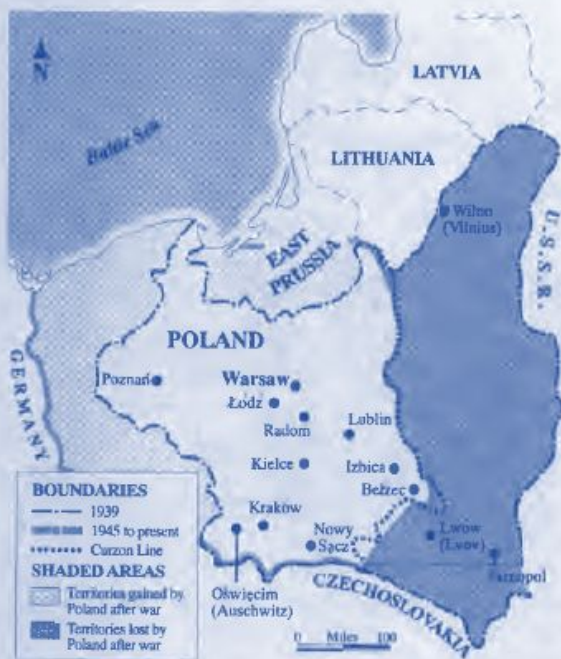 N
LATVIA
Baltic Sea
LITHUANIA
Wilno
(Vilnius)
U.S.S.R.
EAST
PRUSSIA
GERMANY
POLAND
Poznań
Warsaw
Łódź
Radom
Lublin
Kielce
Izbica
Bełżec
Kraków
Nowy
Sącz
Lwow
(Lvov)
Tarnopol
Oświęcim
(Auschwitz)
CZECHOSLOVAKIA
BOUNDARIES
1939
1945 to present
Curzon Line
SHADED AREAS
Territories gained by
Poland after war
Territories lost by
Poland after war
0 Miles 100